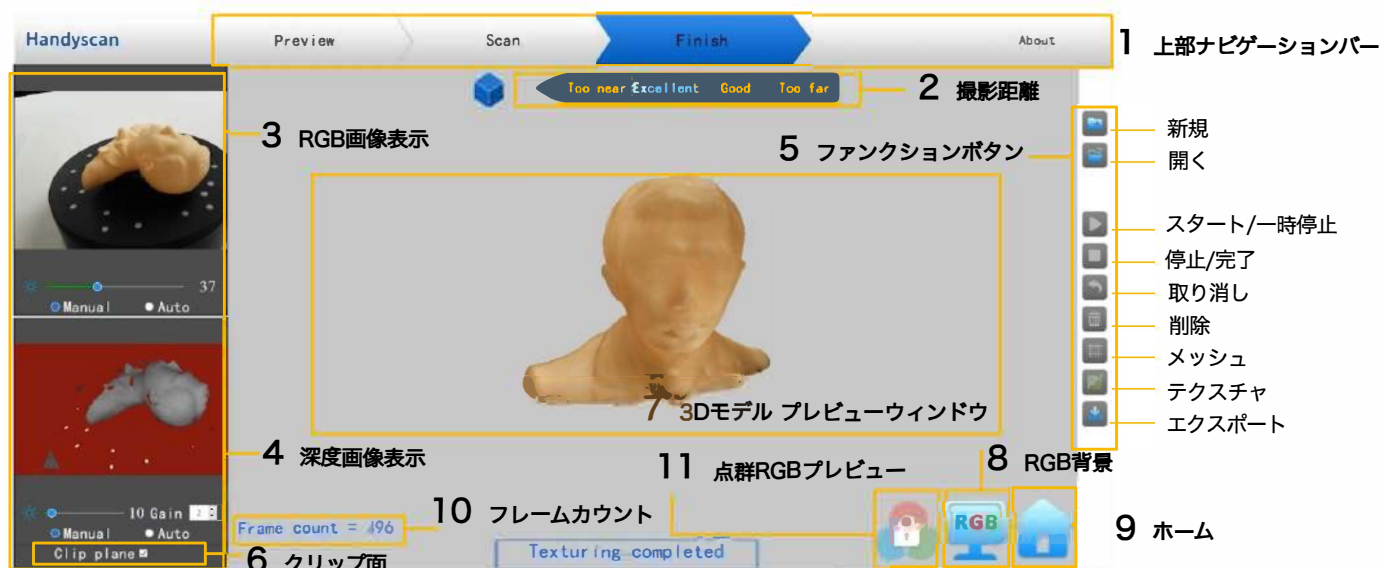 Handyscan
Preview
Scan
Finish
About
1 上部ナビゲーションバー
Too near Excellent Good Too far
2 撮影距離
3 RGB画像表示
5 ファンクションボタン
新規
開く
スタート/一時停止
停止/完了
取り消し
削除
メッシュ
テクスチャ
エクスポート
37
Manual Auto
7 3Dモデル プレビューウィンドウ
4 深度画像表示
11 点群RGBプレビュー
8 RGB背景
10 Gain
Manual Auto
Clip plane
6 クリップ面
Frame count = 496
10 フレームカウント
Texturing completed
RGB
9 ホーム